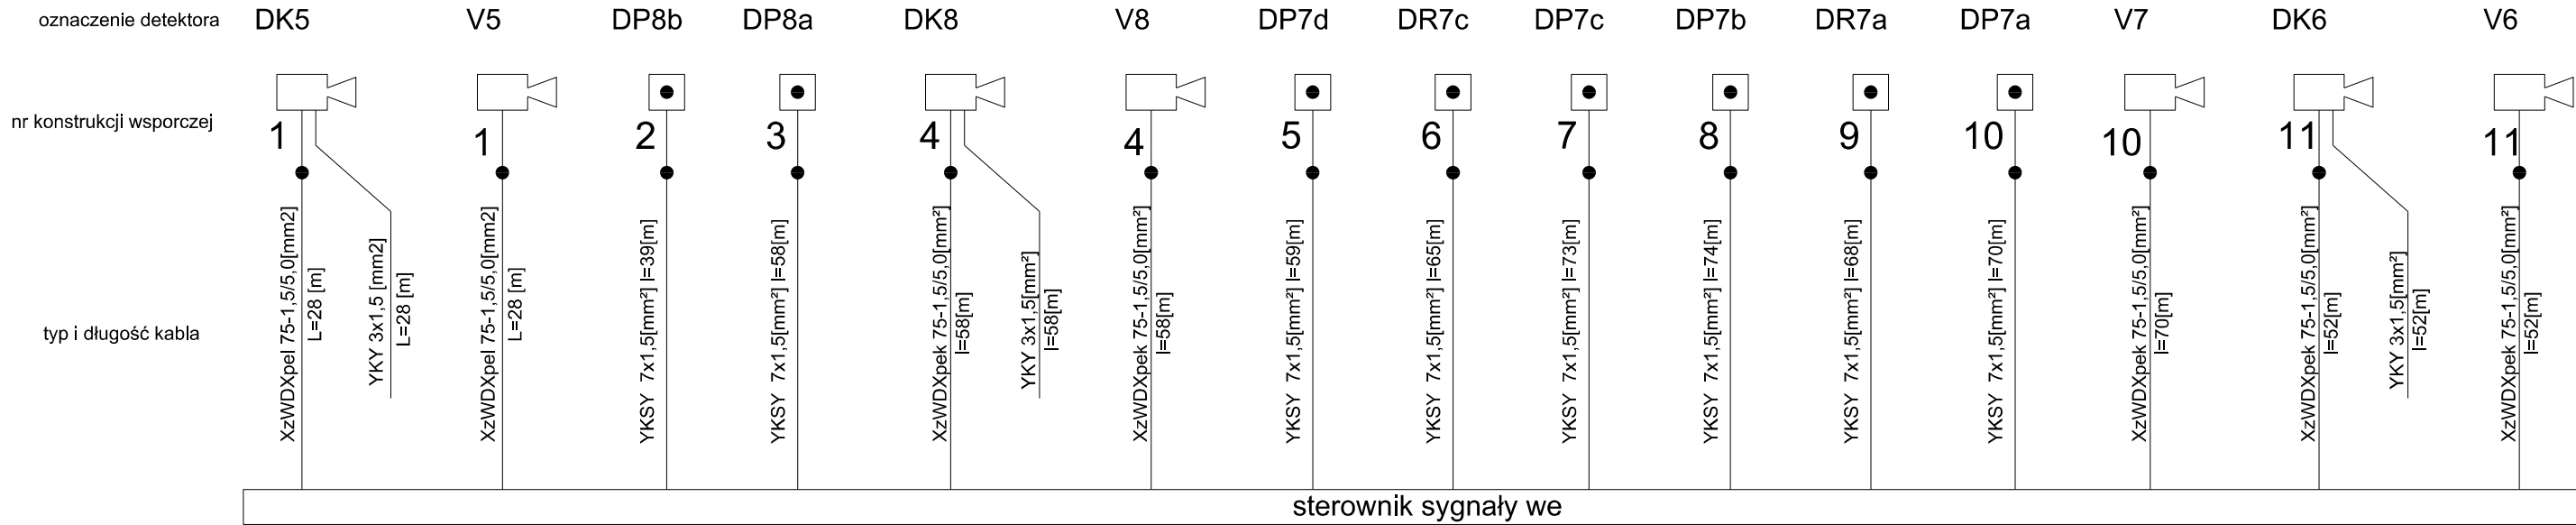 oznaczenie detektora DK5 V5 DP8b DP8a DK8 V8 DP7d DR7c DP7c DP7b DR7a DP7a V7 DK6 V6
nr konstrukcji wsporczej 1 1 2 3 4 4 5 6 7 8 9 10 10 11 11
typ i długość kabla
XzWDXpel 75-1,5/5,0[mm2]
L=28 [m]
YKY 3x1,5 [mm2]
L=28 [m]
XzWDXpel 75-1,5/5,0[mm2]
L=28 [m]
YKSY 7x1,5[mm²] l=39[m]
YKSY 7x1,5[mm²] l=58[m]
XzWDXpek 75-1,5/5,0[mm²]
l=58[m]
YKY 3x1,5[mm²]
l=58[m]
XzWDXpek 75-1,5/5,0[mm²]
l=58[m]
YKSY 7x1,5[mm²] l=59[m]
YKSY 7x1,5[mm²] l=65[m]
YKSY 7x1,5[mm²] l=73[m]
YKSY 7x1,5[mm²] l=74[m]
YKSY 7x1,5[mm²] l=68[m]
YKSY 7x1,5[mm²] l=70[m]
XzWDXpek 75-1,5/5,0[mm²]
l=70[m]
XzWDXpek 75-1,5/5,0[mm²]
l=52[m]
YKY 3x1,5[mm²]
l=52[m]
XzWDXpek 75-1,5/5,0[mm²]
l=52[m]
sterownik sygnały we